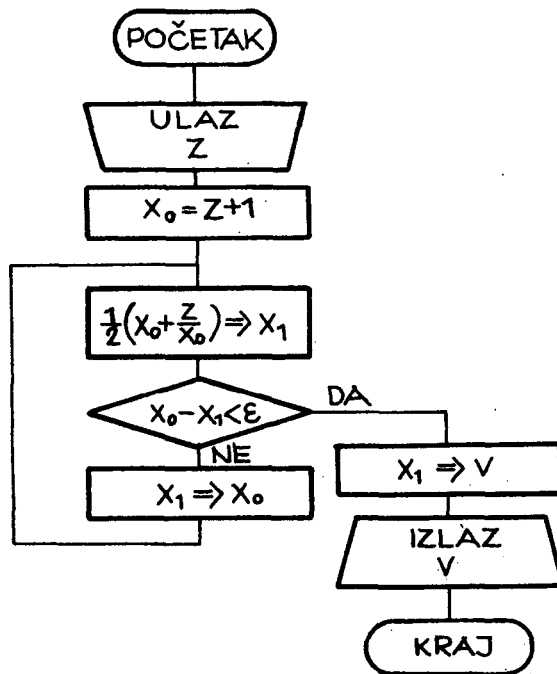 POČETAK
ULAZ
Z
X₀ = Z+1
½(X₀+Z/X₀) ⇒ X₁
X₀-X₁<ε
DA
NE
X₁ ⇒ X₀
X₁ ⇒ V
IZLAZ
V
KRAJ